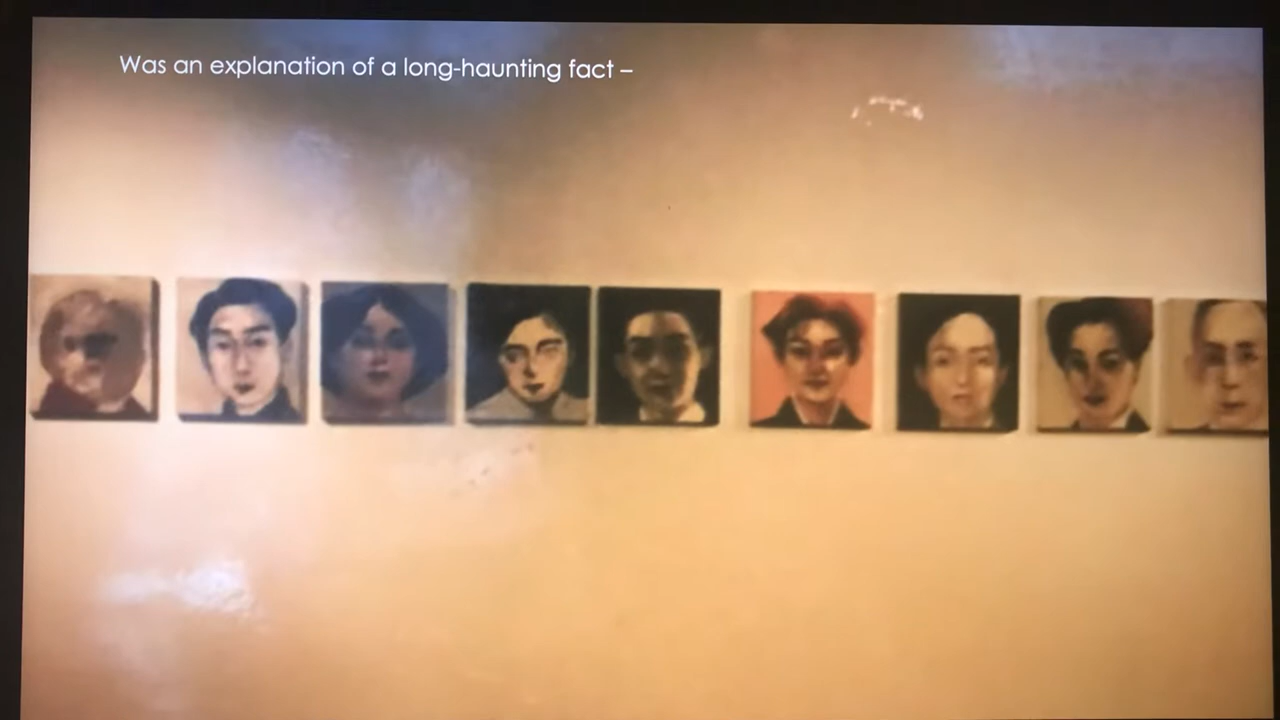 Was an explanation of a long-haunting fact –